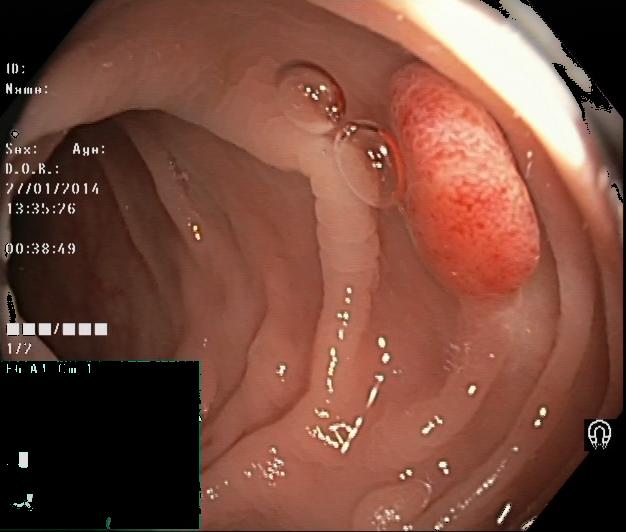 ID:
Name:
Sex: Age:
D.O.B.:
27/01/2014
13:35:26
00:38:49
■■■/■■■
1/2